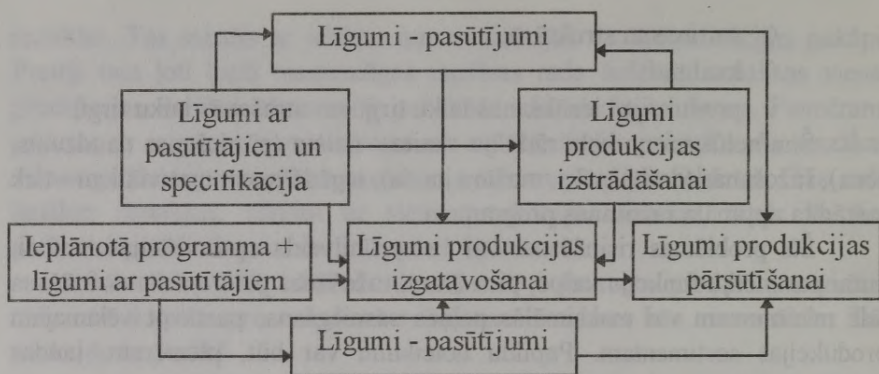 Līgumi - pasūtījumi
Līgumi ar
pasūtītājiem un
specifikācija
Līgumi
produkcijas
izstrādāšanai
Ieplānotā programma +
līgumi ar pasūtītājiem
Līgumi produkcijas
izgatavošanai
Līgumi produkcijas
pārsūtīšanai
Līgumi - pasūtījumi